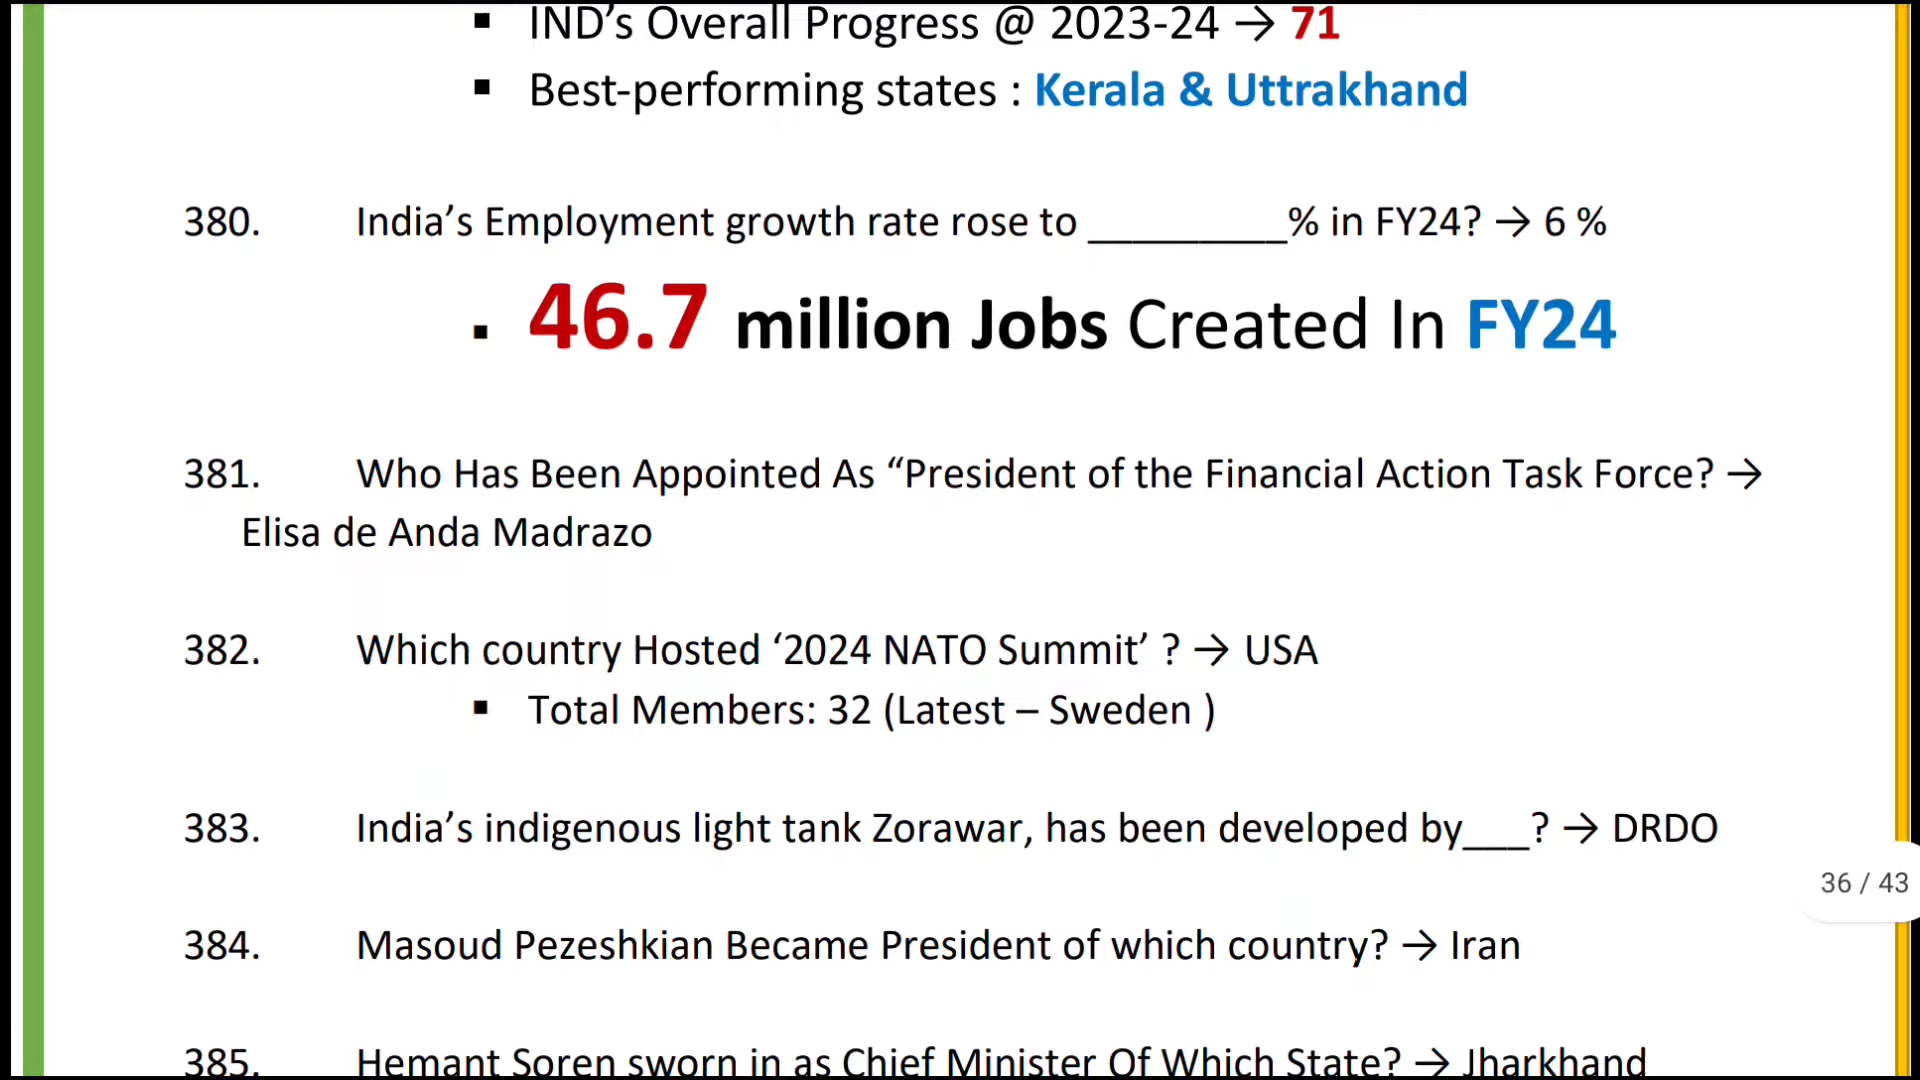 ▪ IND’s Overall Progress @ 2023-24 → 71
▪ Best-performing states : Kerala & Uttrakhand
380. India’s Employment growth rate rose to _________% in FY24? → 6 %
▪ 46.7 million Jobs Created In FY24
381. Who Has Been Appointed As “President of the Financial Action Task Force? →
Elisa de Anda Madrazo
382. Which country Hosted ‘2024 NATO Summit’ ? → USA
▪ Total Members: 32 (Latest – Sweden )
383. India’s indigenous light tank Zorawar, has been developed by___? → DRDO
36 / 43
384. Masoud Pezeshkian Became President of which country? → Iran
385. Hemant Soren sworn in as Chief Minister Of Which State? → Jharkhand